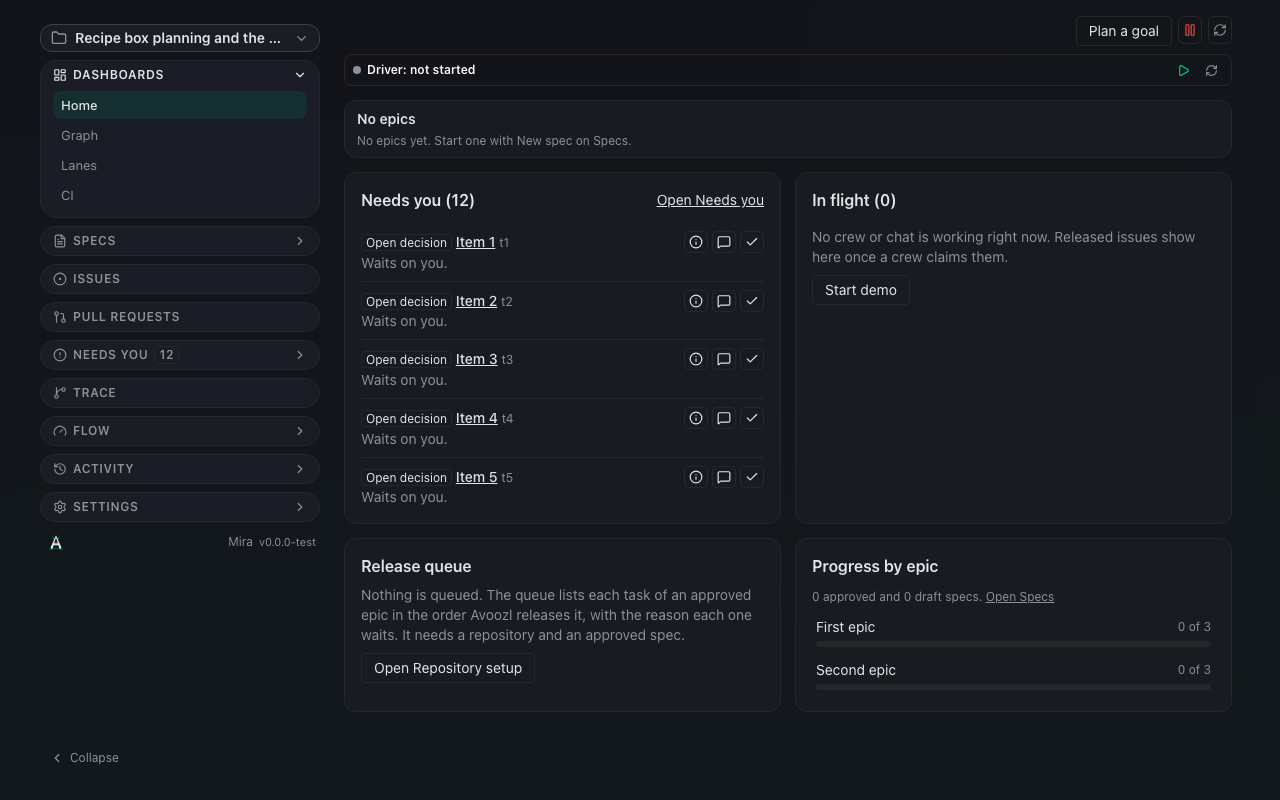 Recipe box planning and the ...
Plan a goal
DASHBOARDS
Home
Graph
Lanes
CI
SPECS
ISSUES
PULL REQUESTS
NEEDS YOU 12
TRACE
FLOW
ACTIVITY
SETTINGS
A
Mira v0.0.0-test
Collapse
Driver: not started
No epics
No epics yet. Start one with New spec on Specs.
Needs you (12)
Open Needs you
Open decision Item 1 t1
Waits on you.
Open decision Item 2 t2
Waits on you.
Open decision Item 3 t3
Waits on you.
Open decision Item 4 t4
Waits on you.
Open decision Item 5 t5
Waits on you.
In flight (0)
No crew or chat is working right now. Released issues show
here once a crew claims them.
Start demo
Release queue
Nothing is queued. The queue lists each task of an approved
epic in the order Avoozl releases it, with the reason each one
waits. It needs a repository and an approved spec.
Open Repository setup
Progress by epic
0 approved and 0 draft specs. Open Specs
First epic 0 of 3
Second epic 0 of 3